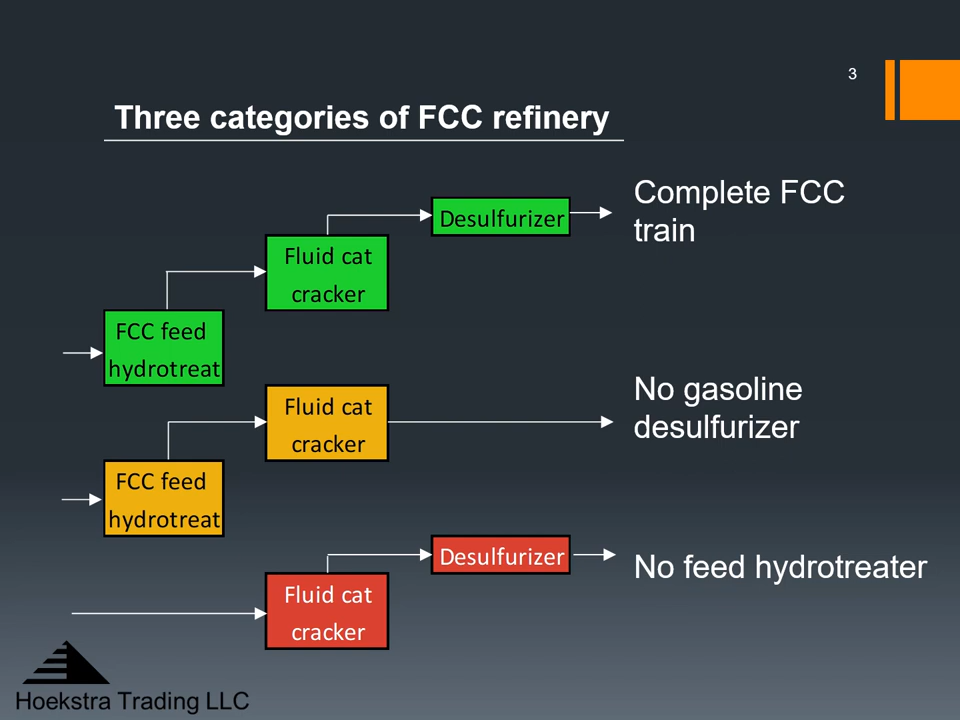 3
Three categories of FCC refinery
Complete FCC
train
Desulfurizer
Fluid cat
cracker
FCC feed
hydrotreat
No gasoline
desulfurizer
Fluid cat
cracker
FCC feed
hydrotreat
No feed hydrotreater
Desulfurizer
Fluid cat
cracker
Hoekstra Trading LLC